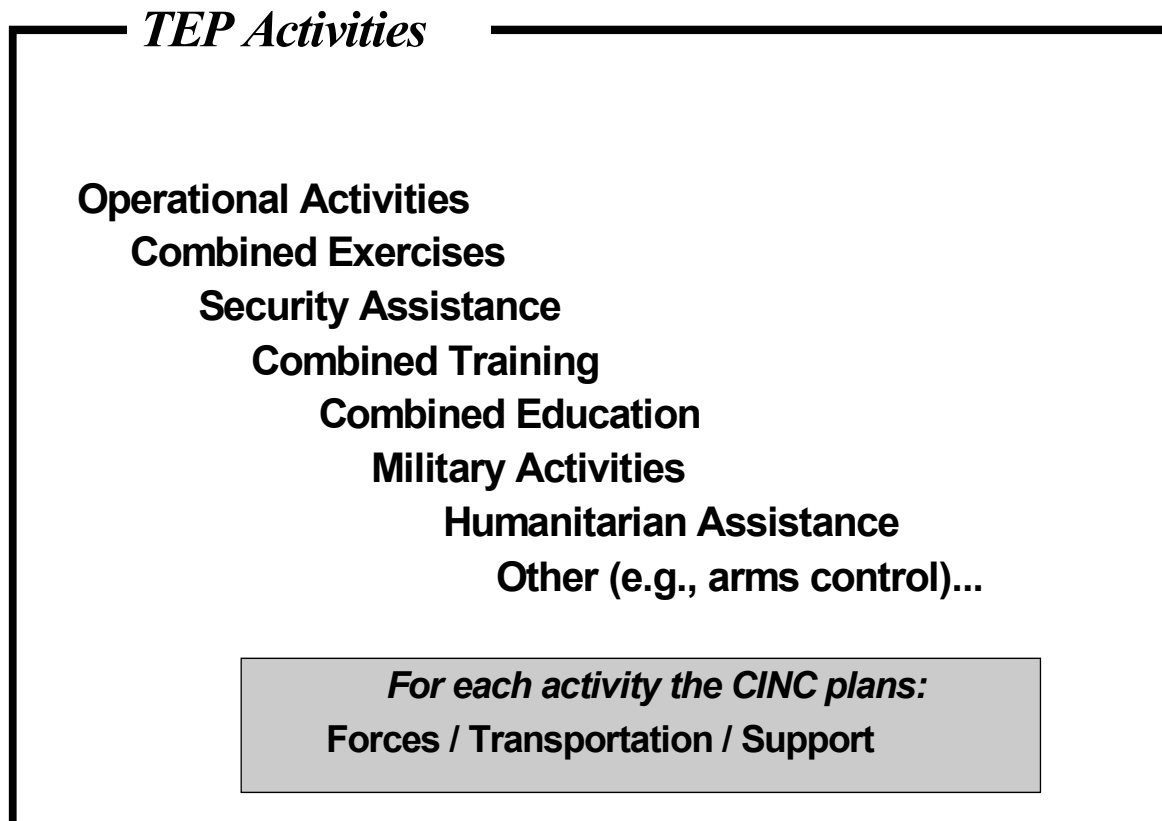 TEP Activities
Operational Activities
Combined Exercises
Security Assistance
Combined Training
Combined Education
Military Activities
Humanitarian Assistance
Other (e.g., arms control)...
For each activity the CINC plans:
Forces / Transportation / Support